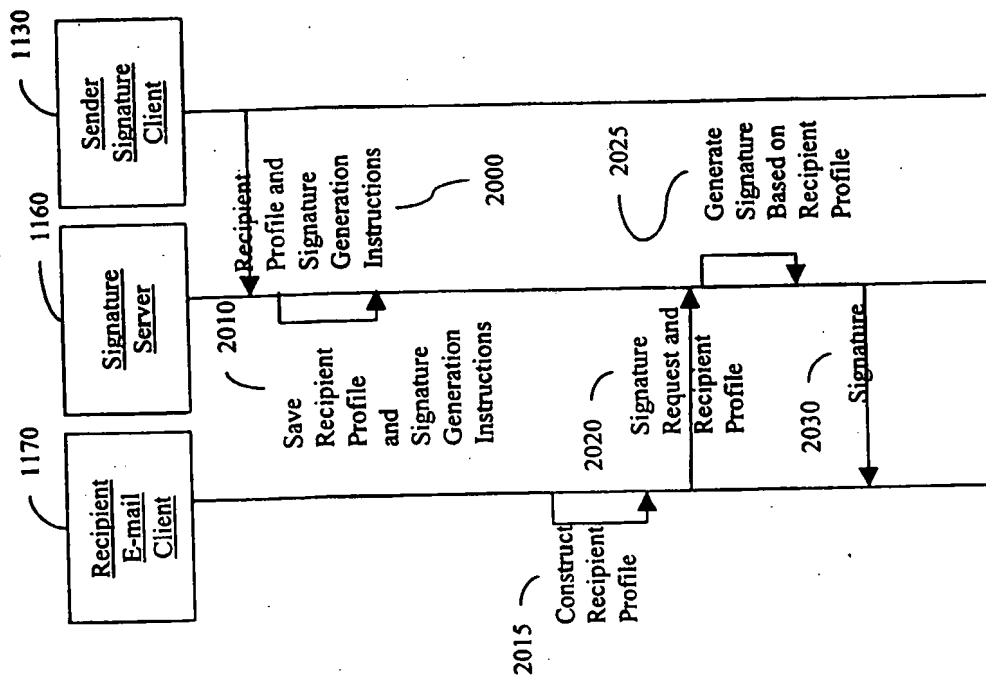 1170
Recipient
E-mail
Client
1160
Signature
Server
1130
Sender
Signature
Client
Recipient
Profile and
Signature
Generation
Instructions
2000
2010
Save
Recipient
Profile
and
Signature
Generation
Instructions
2015
Construct
Recipient
Profile
2020
Signature
Request and
Recipient
Profile
2025
Generate
Signature
Based on
Recipient
Profile
2030
Signature